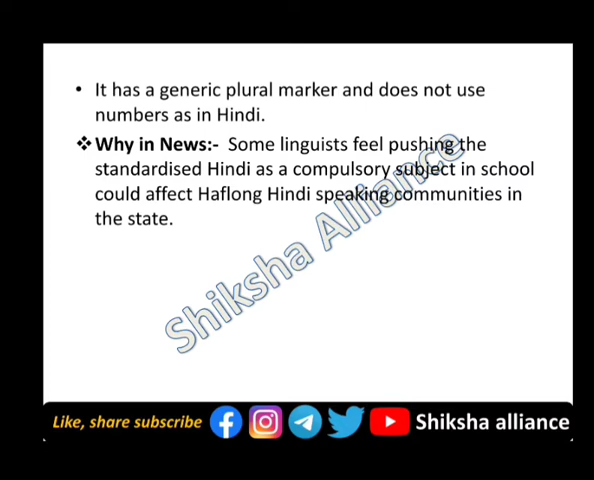 • It has a generic plural marker and does not use
numbers as in Hindi.
❖ Why in News:- Some linguists feel pushing the
standardised Hindi as a compulsory subject in school
could affect Haflong Hindi speaking communities in
the state.
Shiksha Alliance
Like, share subscribe
Shiksha alliance